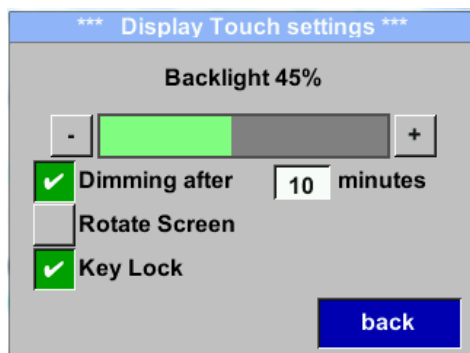 *** Display Touch settings ***
Backlight 45%
- +
Dimming after 10 minutes
Rotate Screen
Key Lock
back